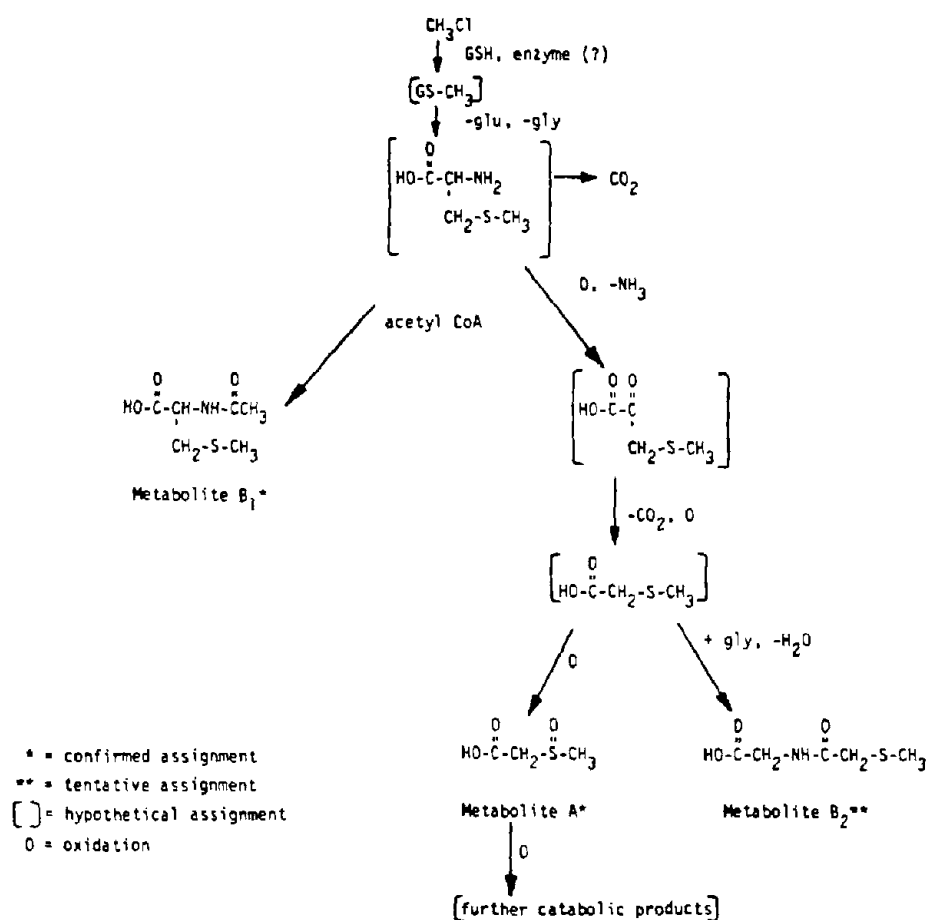 CH3Cl
GSH, enzyme (?)
[GS-CH3]
-glu, -gly
O
HO-C-CH-NH2
CH2-S-CH3
CO2
O, -NH3
acetyl CoA
O O
HO-C-CH-NH-CCH3
CH2-S-CH3
Metabolite B1*
O O
HO-C-C
CH2-S-CH3
-CO2, O
O
[HO-C-CH2-S-CH3]
O
+ gly, -H2O
O O
HO-C-CH2-S-CH3
Metabolite A*
O O
HO-C-CH2-NH-C-CH2-S-CH3
Metabolite B2**
* = confirmed assignment
** = tentative assignment
[ ] = hypothetical assignment
O = oxidation
O
[further catabolic products]